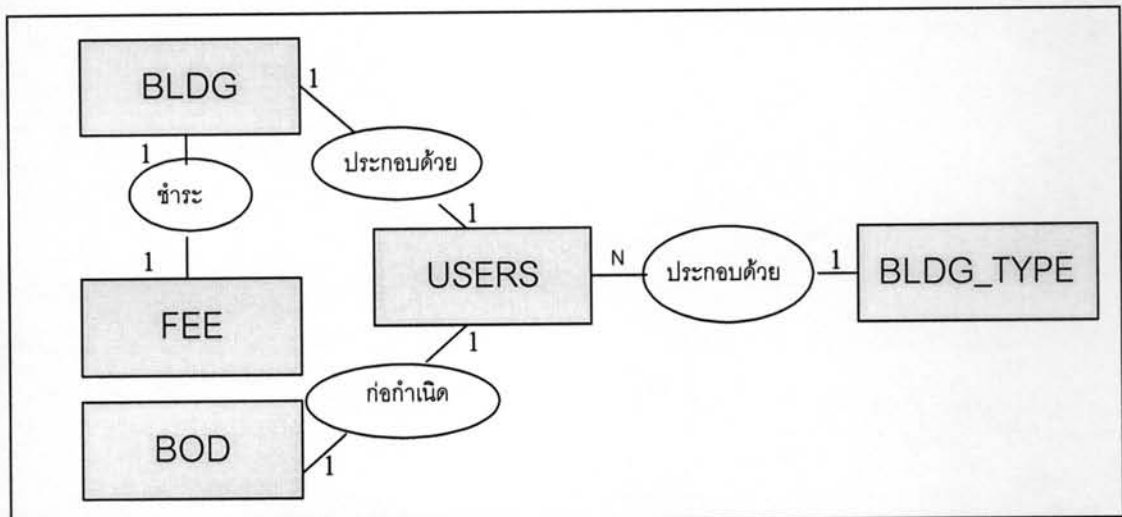 BLDG
1
ประกอบด้วย
1
ชำระ
1
1
FEE
USERS
N
ประกอบด้วย
1
BLDG_TYPE
1
ก่อกำเนิด
1
BOD